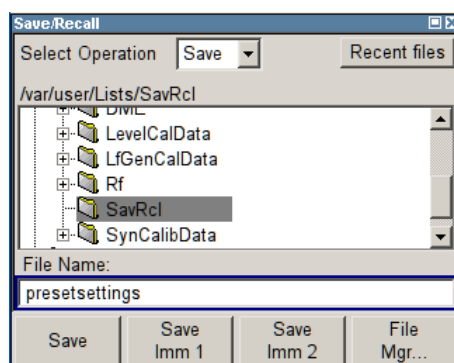 Save/Recall
Select Operation Save Recent files
/var/user/Lists/SavRcl
DME
LevelCalData
LfGenCalData
Rf
SavRcl
SynCalibData
File Name:
presetsettings
Save Save Imm 1 Save Imm 2 File Mgr...